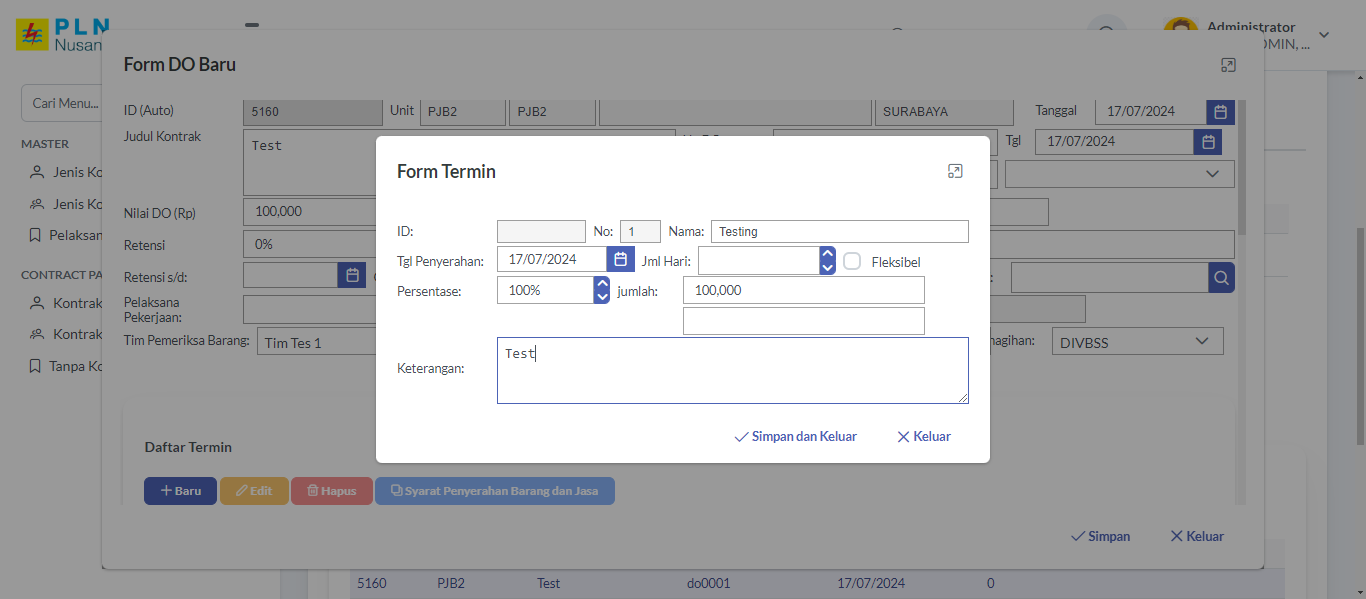 PLN
Nusan
Administrator
DMIN, ...
Form DO Baru
Cari Menu...
ID (Auto) 5160 Unit PJB2 PJB2 SURABAYA Tanggal 17/07/2024
Judul Kontrak Test Tgl 17/07/2024
MASTER
Jenis Ko
Jenis Ko
Pelaksan
CONTRACT PA
Kontrak
Kontrak
Tanpa Ko
Nilai DO (Rp) 100,000
Retensi 0%
Retensi s/d: :
Pelaksana
Pekerjaan:
Tim Pemeriksa Barang: Tim Tes 1 nagihan: DIVBSS
Form Termin
ID: No: 1 Nama: Testing
Tgl Penyerahan: 17/07/2024 Jml Hari: Fleksibel
Persentase: 100% jumlah: 100,000
Keterangan: Test
Simpan dan Keluar Keluar
Daftar Termin
Baru Edit Hapus Syarat Penyerahan Barang dan Jasa
Simpan Keluar
5160 PJB2 Test do0001 17/07/2024 0